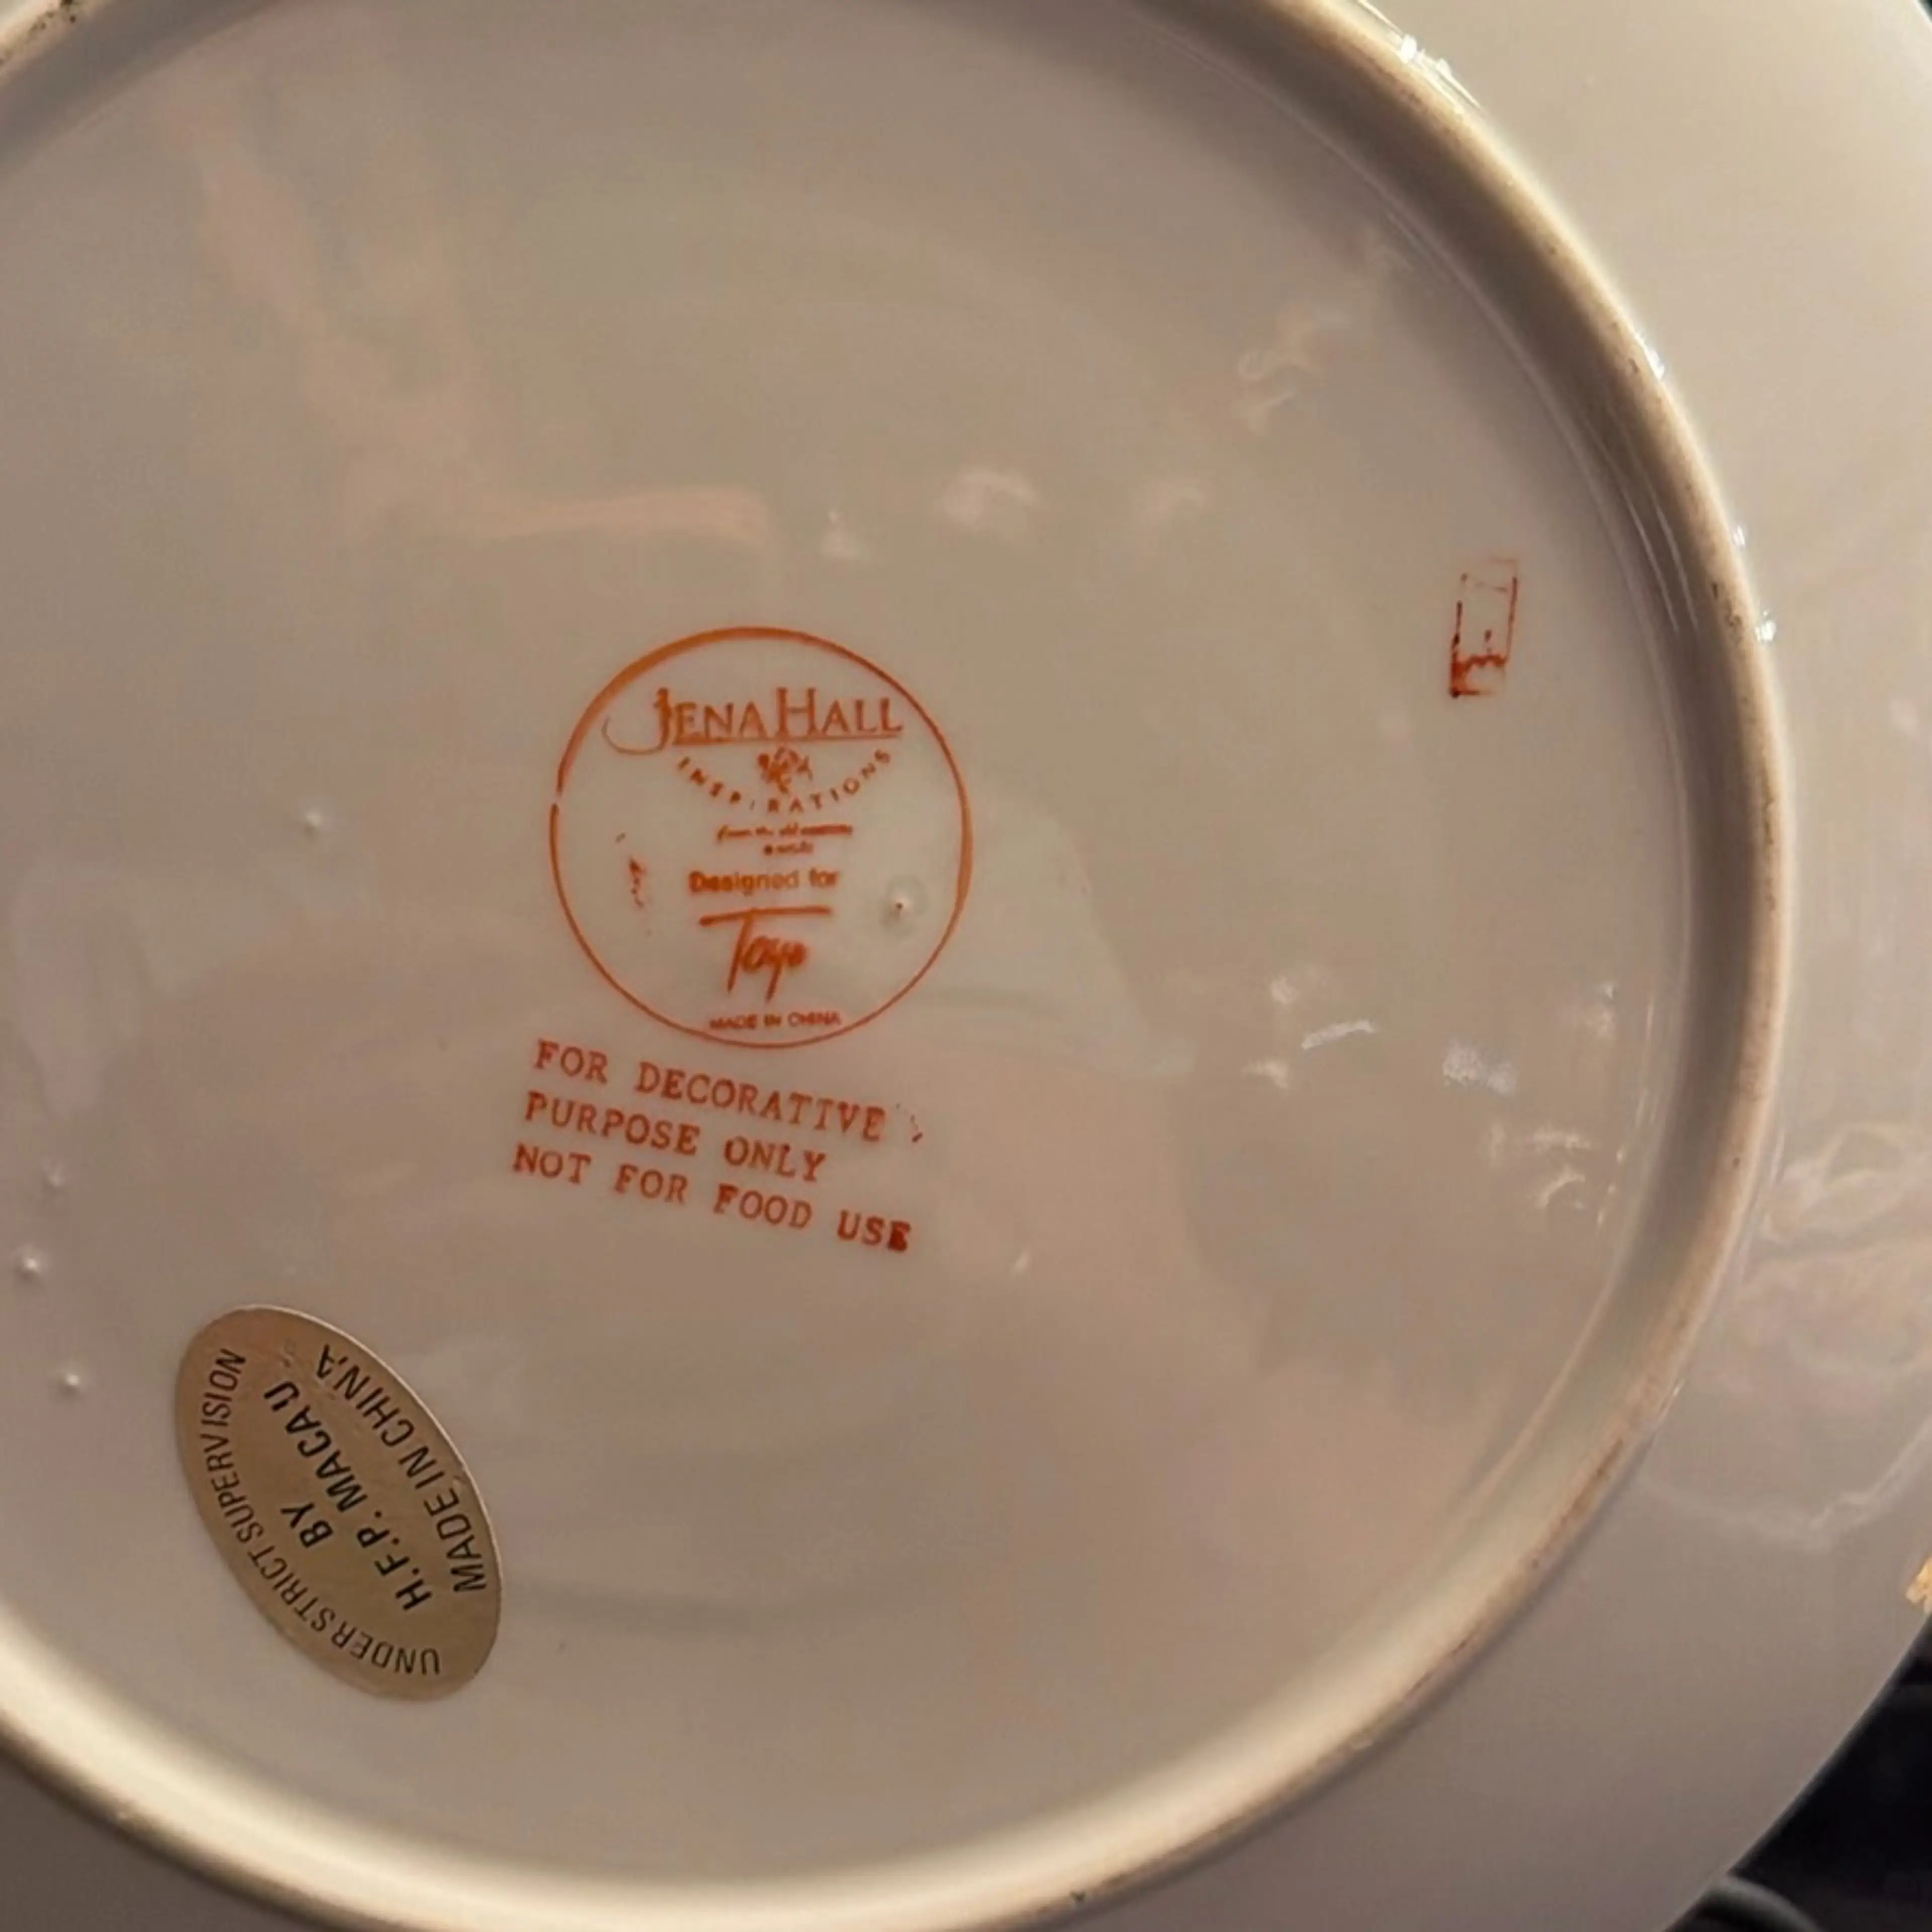 JENA HALL
INSPIRATIONS
Designed for
Toyo
MADE IN CHINA
FOR DECORATIVE
PURPOSE ONLY
NOT FOR FOOD USE
UNDER STRICT SUPERVISION
BY
H.F.P. MACAU
MADE IN CHINA